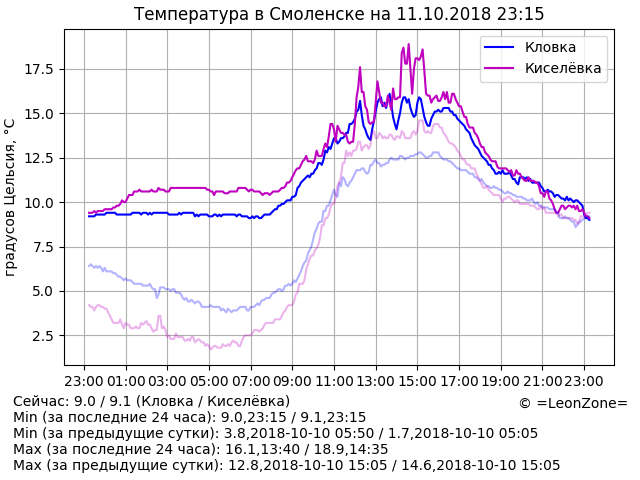 Температура в Смоленске на 11.10.2018 23:15
Кловка
Киселёвка
градусов Цельсия, °C
17.5
15.0
12.5
10.0
7.5
5.0
2.5
23:00 01:00 03:00 05:00 07:00 09:00 11:00 13:00 15:00 17:00 19:00 21:00 23:00
Сейчас: 9.0 / 9.1 (Кловка / Киселёвка)
© =LeonZone=
Min (за последние 24 часа): 9.0,23:15 / 9.1,23:15
Min (за предыдущие сутки): 3.8,2018-10-10 05:50 / 1.7,2018-10-10 05:05
Max (за последние 24 часа): 16.1,13:40 / 18.9,14:35
Max (за предыдущие сутки): 12.8,2018-10-10 15:05 / 14.6,2018-10-10 15:05